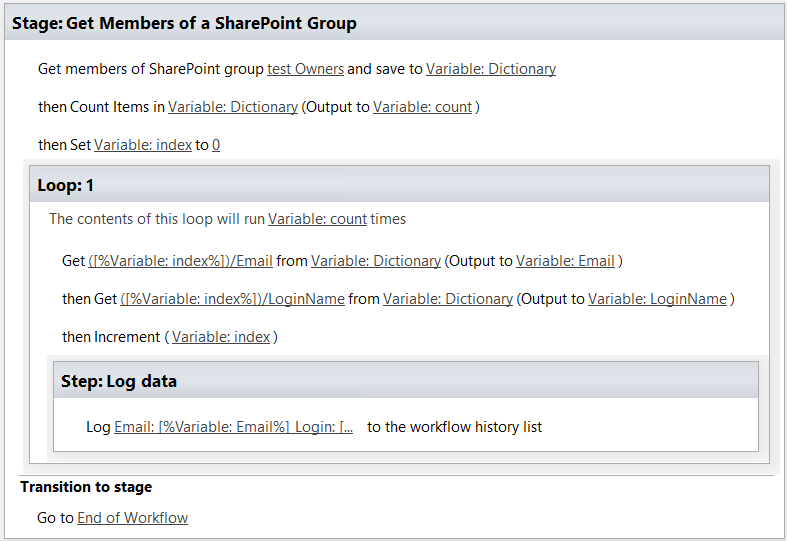 Stage: Get Members of a SharePoint Group
Get members of SharePoint group test Owners and save to Variable: Dictionary
then Count Items in Variable: Dictionary (Output to Variable: count )
then Set Variable: index to 0
Loop: 1
The contents of this loop will run Variable: count times
Get ([%Variable: index%])/Email from Variable: Dictionary (Output to Variable: Email )
then Get ([%Variable: index%])/LoginName from Variable: Dictionary (Output to Variable: LoginName )
then Increment ( Variable: index )
Step: Log data
Log Email: [%Variable: Email%] Login: [... to the workflow history list
Transition to stage
Go to End of Workflow